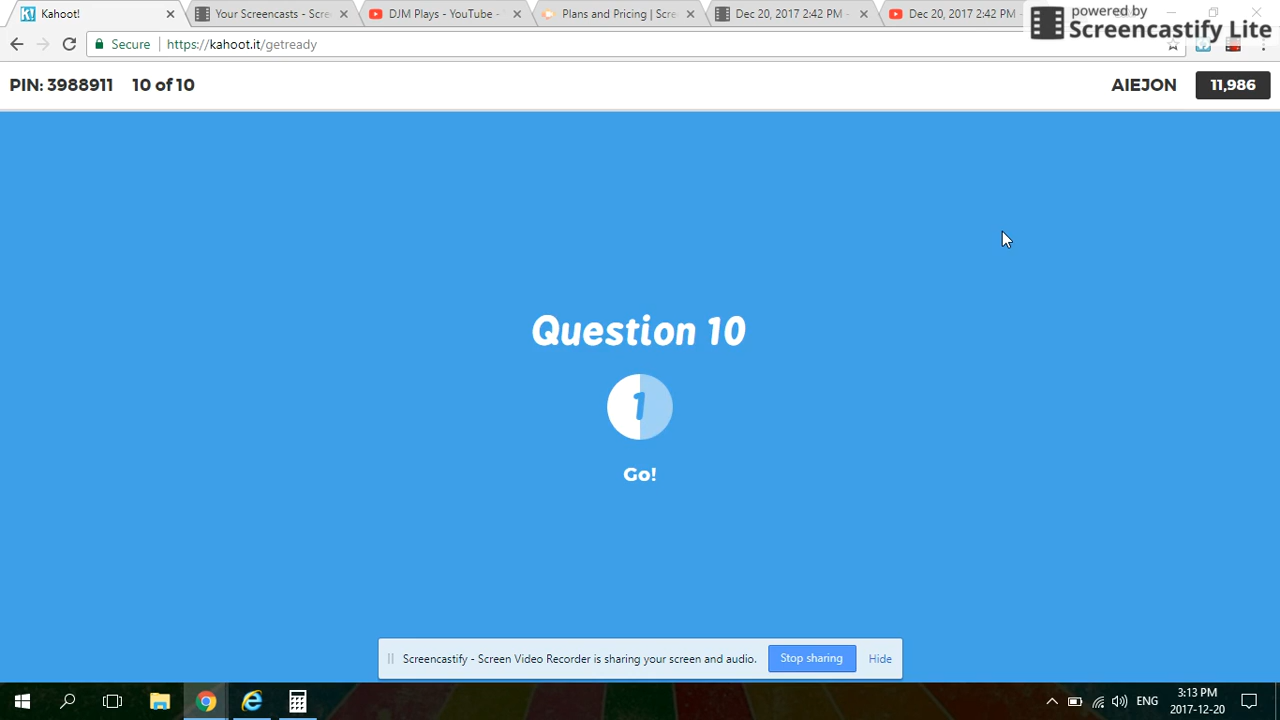 Kahoot!
Your Screencasts - Scr
DJM Plays - YouTube -
Plans and Pricing | Scre
Dec 20, 2017 2:42 PM -
Dec 20, 2017 2:42 PM -
powered by
Screencastify Lite
Secure
https://kahoot.it/getready
PIN: 3988911 10 of 10
AIEJON 11,986
Question 10
1
Go!
Screencastify - Screen Video Recorder is sharing your screen and audio. Stop sharing Hide
ENG
3:13 PM
2017-12-20